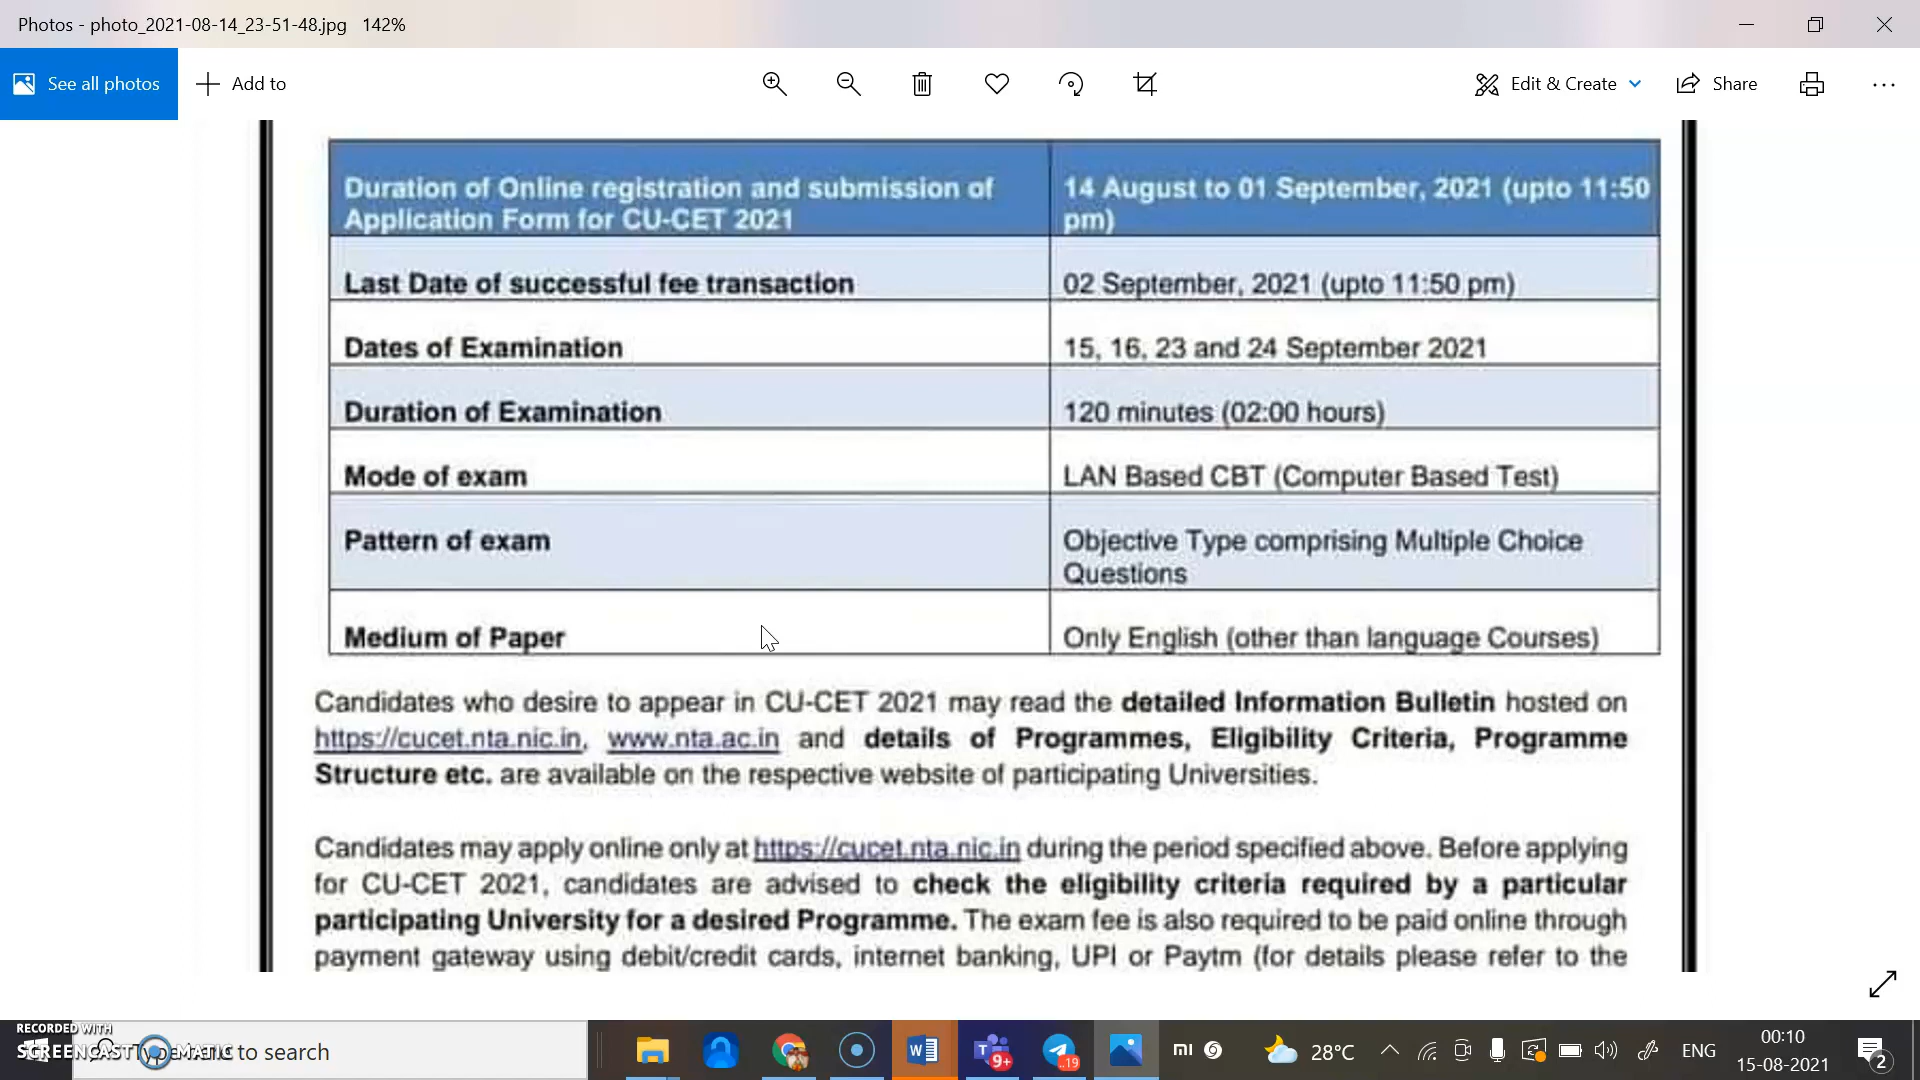 Photos - photo_2021-08-14_23-51-48.jpg 142%
See all photos
Add to
Edit & Create
Share
Duration of Online registration and submission of
Application Form for CU-CET 2021
14 August to 01 September, 2021 (upto 11:50
pm)
Last Date of successful fee transaction
02 September, 2021 (upto 11:50 pm)
Dates of Examination
15, 16, 23 and 24 September 2021
Duration of Examination
120 minutes (02:00 hours)
Mode of exam
LAN Based CBT (Computer Based Test)
Pattern of exam
Objective Type comprising Multiple Choice
Questions
Medium of Paper
Only English (other than language Courses)
Candidates who desire to appear in CU-CET 2021 may read the detailed Information Bulletin hosted on
https://cucet.nta.nic.in, www.nta.ac.in and details of Programmes, Eligibility Criteria, Programme
Structure etc. are available on the respective website of participating Universities.
Candidates may apply online only at https://cucet.nta.nic.in during the period specified above. Before applying
for CU-CET 2021, candidates are advised to check the eligibility criteria required by a particular
participating University for a desired Programme. The exam fee is also required to be paid online through
payment gateway using debit/credit cards, internet banking, UPI or Paytm (for details please refer to the
RECORDED WITH
SCREENCAST MATIC
Type here to search
W
9+
19
mi
28°C
ENG
00:10
15-08-2021
2